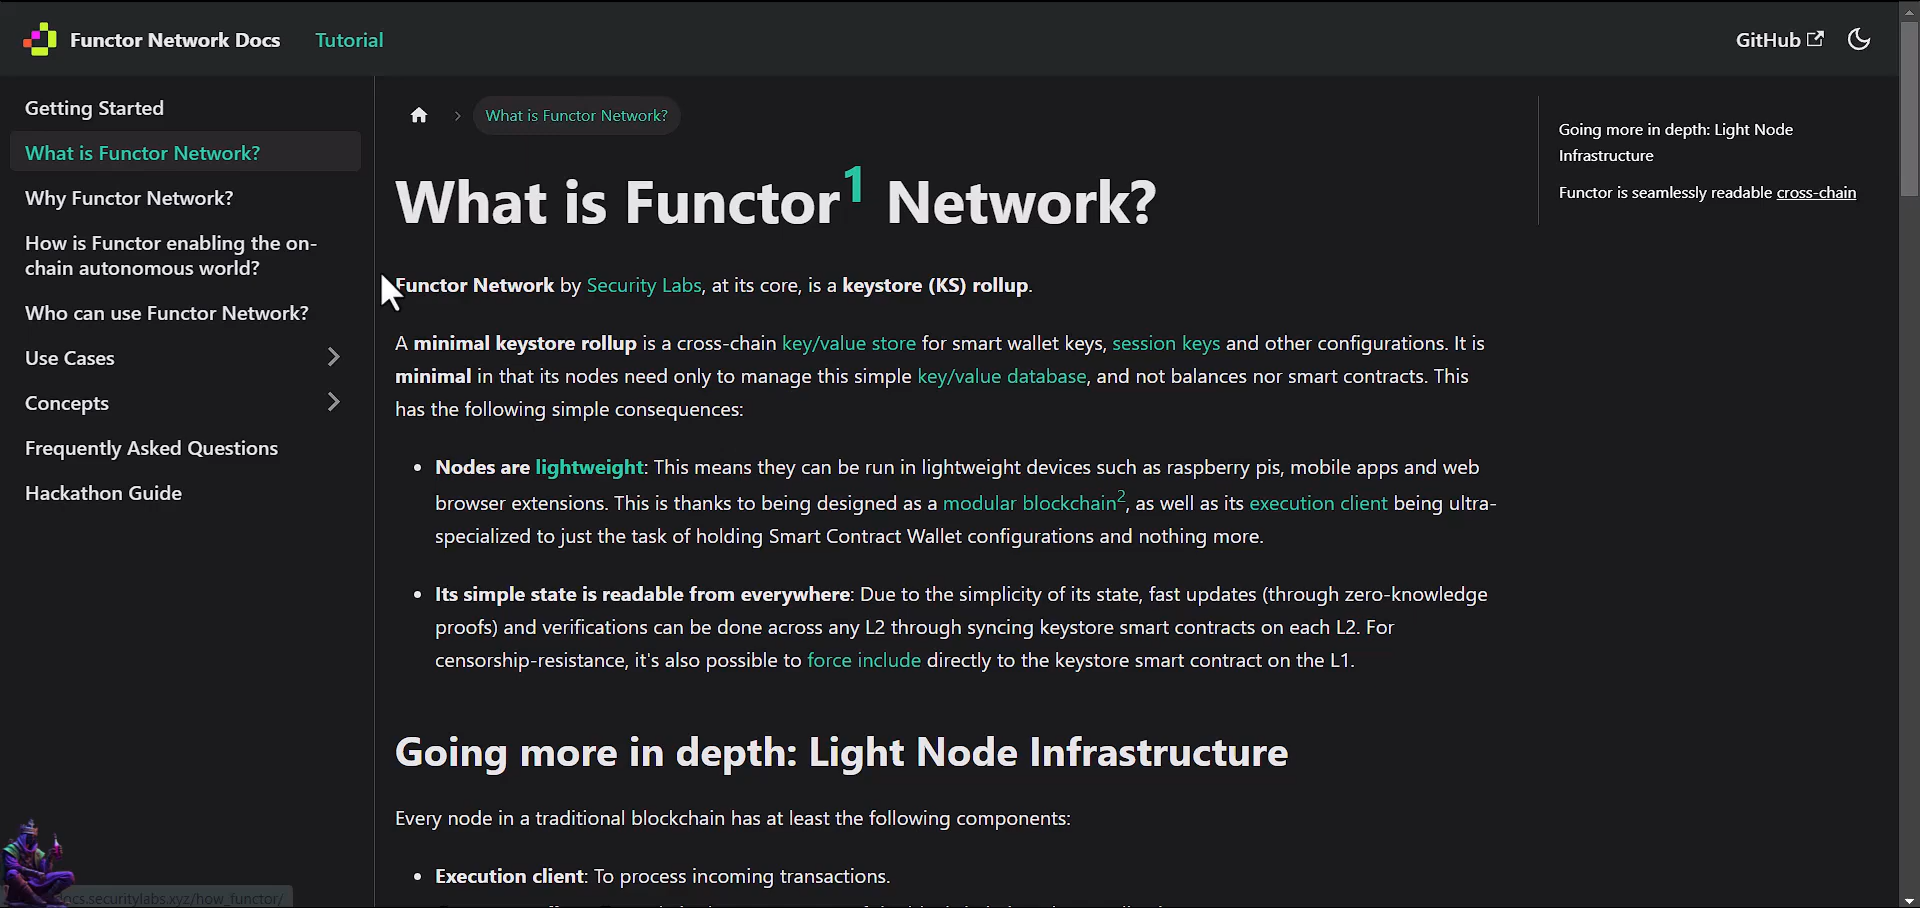 Functor Network Docs
Tutorial
GitHub
Getting Started
What is Functor Network?
Why Functor Network?
How is Functor enabling the on-
chain autonomous world?
Who can use Functor Network?
Use Cases
Concepts
Frequently Asked Questions
Hackathon Guide
What is Functor Network?
What is Functor1 Network?
Functor Network by Security Labs, at its core, is a keystore (KS) rollup.
A minimal keystore rollup is a cross-chain key/value store for smart wallet keys, session keys and other configurations. It is
minimal in that its nodes need only to manage this simple key/value database, and not balances nor smart contracts. This
has the following simple consequences:
• Nodes are lightweight: This means they can be run in lightweight devices such as raspberry pis, mobile apps and web
browser extensions. This is thanks to being designed as a modular blockchain2, as well as its execution client being ultra-
specialized to just the task of holding Smart Contract Wallet configurations and nothing more.
• Its simple state is readable from everywhere: Due to the simplicity of its state, fast updates (through zero-knowledge
proofs) and verifications can be done across any L2 through syncing keystore smart contracts on each L2. For
censorship-resistance, it's also possible to force include directly to the keystore smart contract on the L1.
Going more in depth: Light Node Infrastructure
Every node in a traditional blockchain has at least the following components:
• Execution client: To process incoming transactions.
Going more in depth: Light Node
Infrastructure
Functor is seamlessly readable cross-chain
cs.securitylabs.xyz/how_functor/